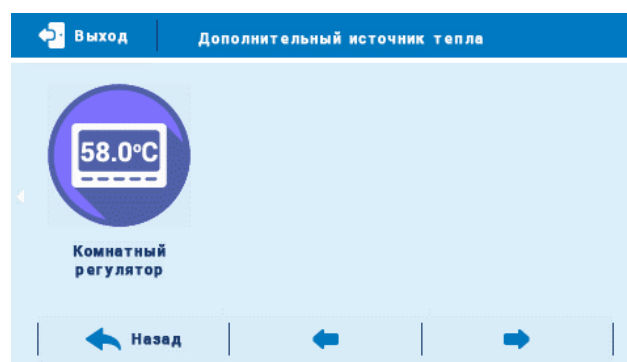 Выход
Дополнительный источник тепла
58.0°C
Комнатный
регулятор
Назад